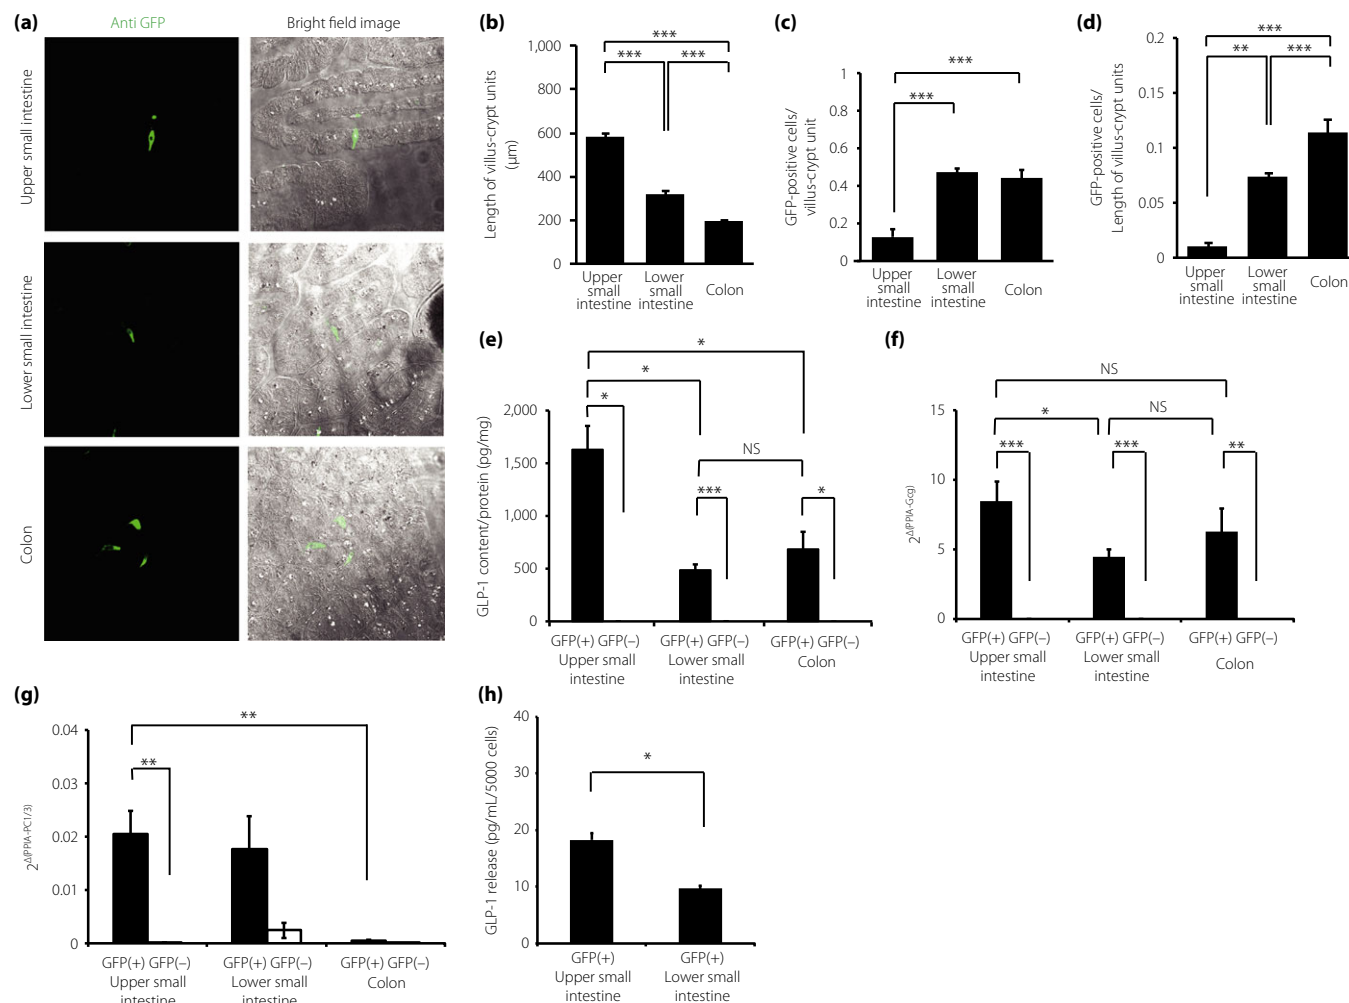 (a)
Anti GFP
Bright field image
Upper small intestine
Lower small intestine
Colon
(b)
Length of villus-crypt units
(μm)
1,000
800
600
400
200
0
***
***
***
Upper
small
intestine
Lower
small
intestine
Colon
(c)
GFP-positive cells/
villus-crypt unit
1
0.8
0.6
0.4
0.2
0
***
***
Upper
small
intestine
Lower
small
intestine
Colon
(d)
GFP-positive cells/
Length of villus-crypt units
0.2
0.15
0.1
0.05
0
***
**
***
Upper
small
intestine
Lower
small
intestine
Colon
(e)
GLP-1 content/protein (pg/mg)
2,000
1,500
1,000
500
0
*
*
*
NS
***
*
GFP(+) GFP(–)
Upper small
intestine
GFP(+) GFP(–)
Lower small
intestine
GFP(+) GFP(–)
Colon
(f)
2Δ(PPIA-Gcg)
15
10
5
0
NS
*
NS
***
***
**
GFP(+) GFP(–)
Upper small
intestine
GFP(+) GFP(–)
Lower small
intestine
GFP(+) GFP(–)
Colon
(g)
2Δ(PPIA-PC1/3)
0.04
0.03
0.02
0.01
0
**
**
GFP(+) GFP(–)
Upper small
intestine
GFP(+) GFP(–)
Lower small
intestine
GFP(+) GFP(–)
Colon
(h)
GLP-1 release (pg/mL/5000 cells)
40
30
20
10
0
*
GFP(+)
Upper small
intestine
GFP(+)
Lower small
intestine